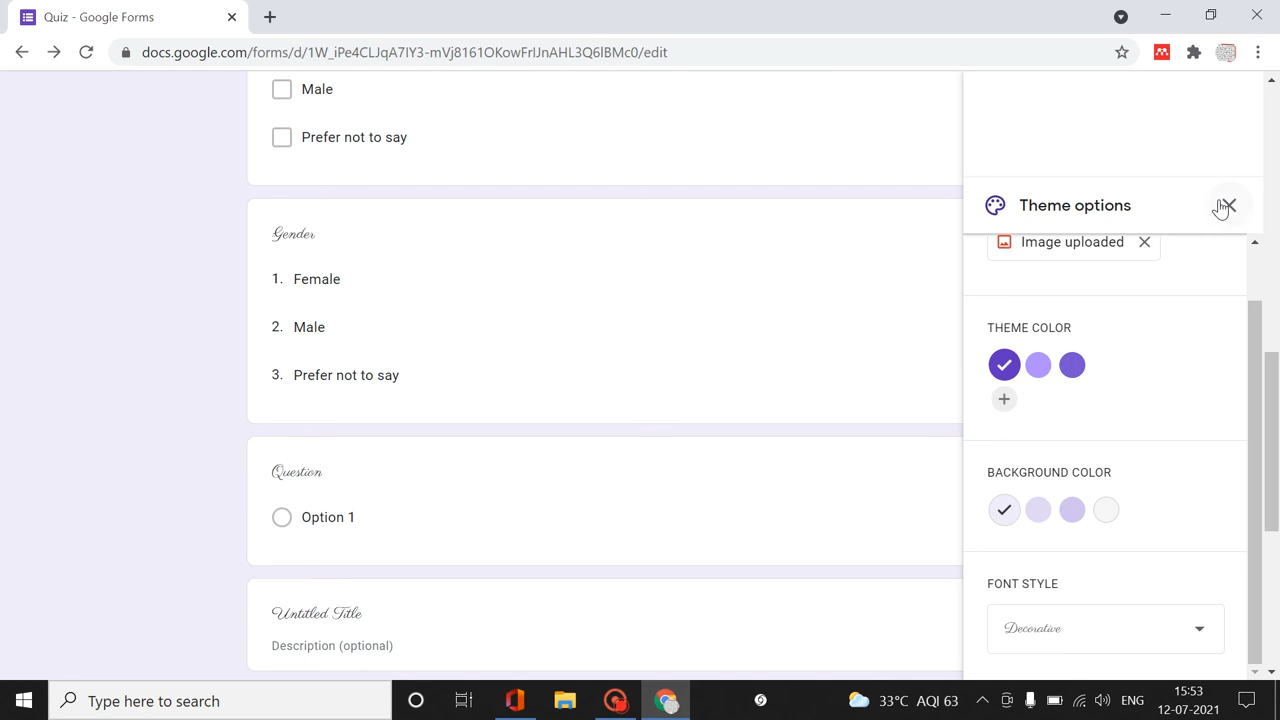 Quiz - Google Forms
docs.google.com/forms/d/1W_iPe4CLJqA7lY3-mVj8161OKowFrIJnAHL3Q6lBMc0/edit
Male
Prefer not to say
Gender
1. Female
2. Male
3. Prefer not to say
Question
Option 1
Untitled Title
Description (optional)
Theme options
Image uploaded
THEME COLOR
BACKGROUND COLOR
FONT STYLE
Decorative
Type here to search
33°C AQI 63
ENG
15:53
12-07-2021